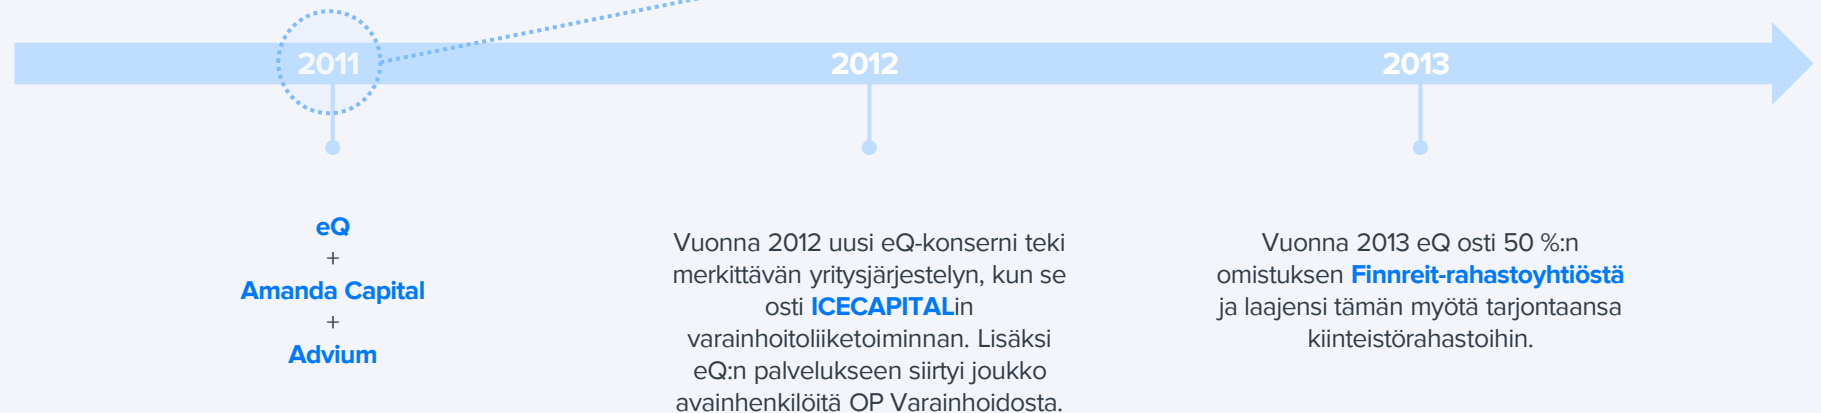 2011
2012
2013
eQ
+
Amanda Capital
+
Advium
Vuonna 2012 uusi eQ-konserni teki
merkittävän yritysjärjestelyn, kun se
osti ICECAPITALin
varainhoitoliiketoiminnan. Lisäksi
eQ:n palvelukseen siirtyi joukko
avainhenkilöitä OP Varainhoidosta.
Vuonna 2013 eQ osti 50 %:n
omistuksen Finnreit-rahastoyhtiöstä
ja laajensi tämän myötä tarjontaansa
kiinteistörahastoihin.